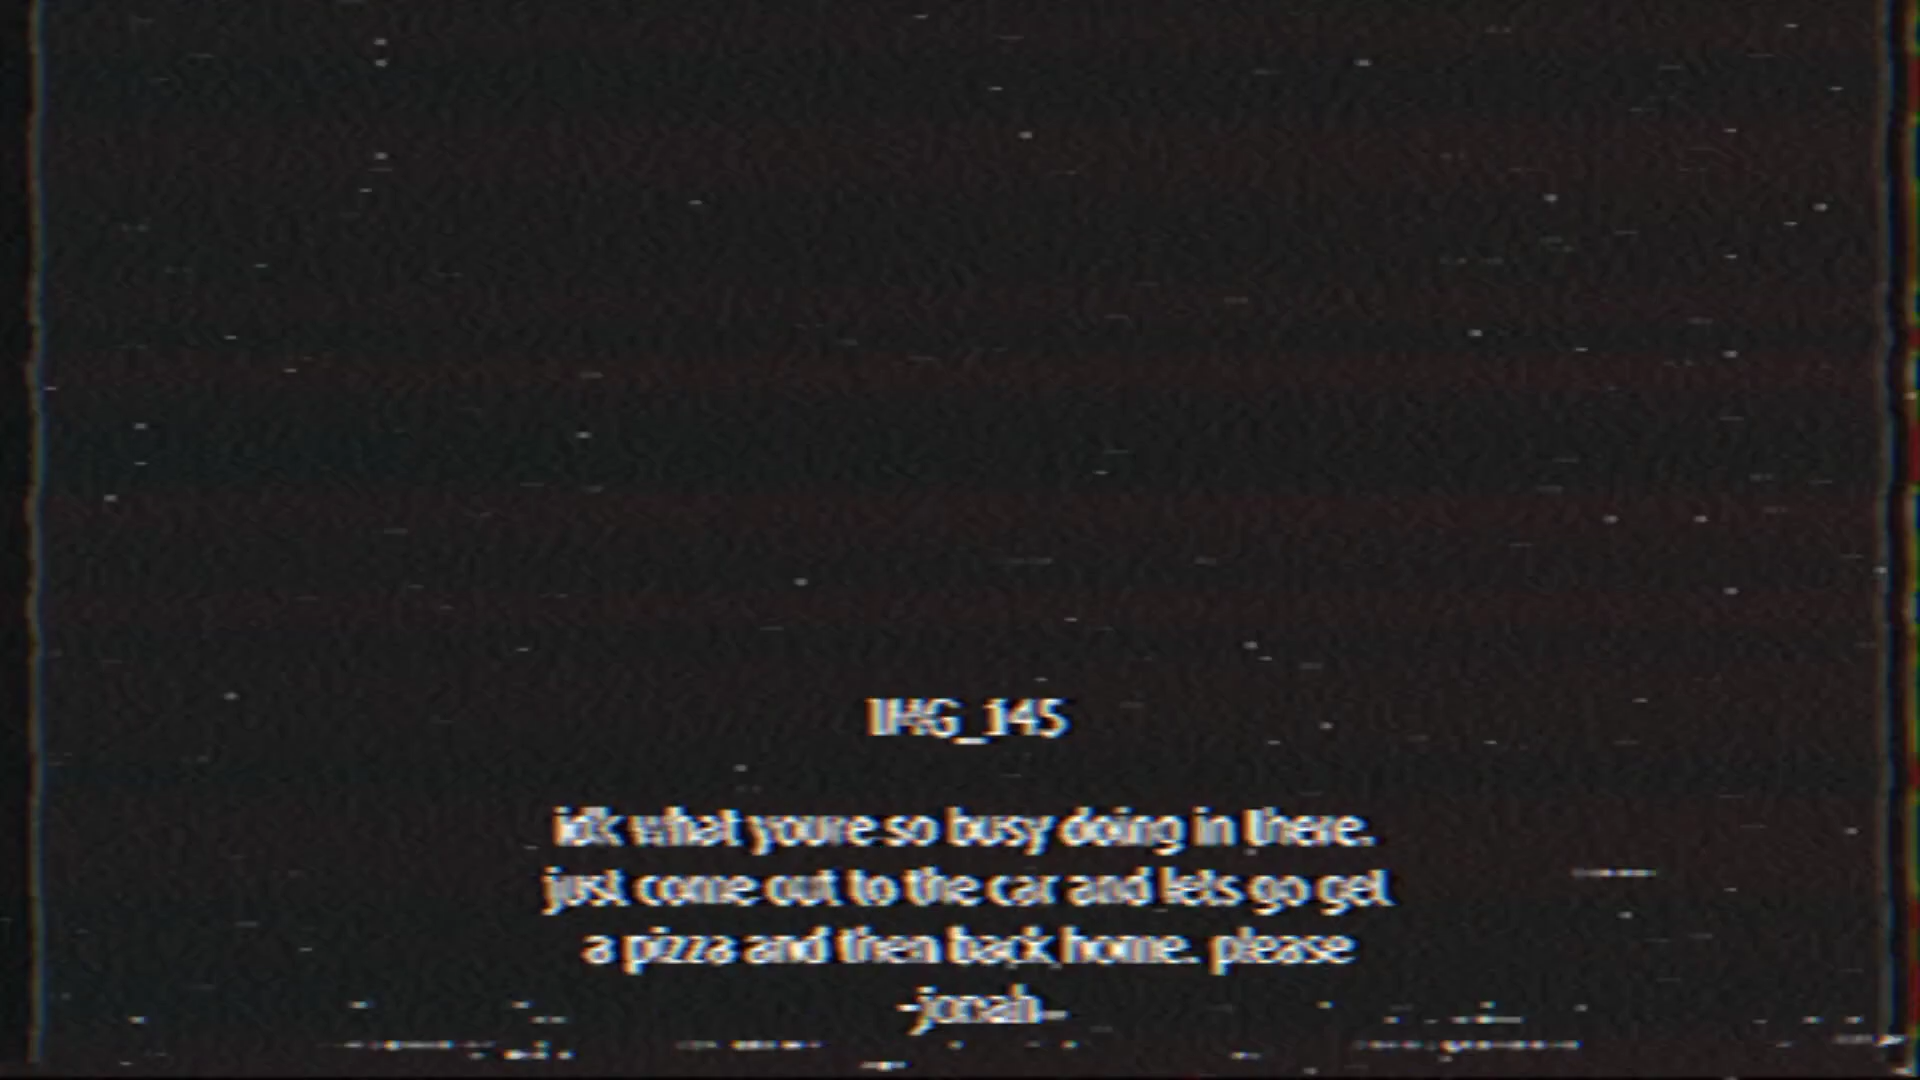 IMG_145
idk what youre so busy doing in there.
just come out to the car and lets go get
a pizza and then back home. please
-jonah-